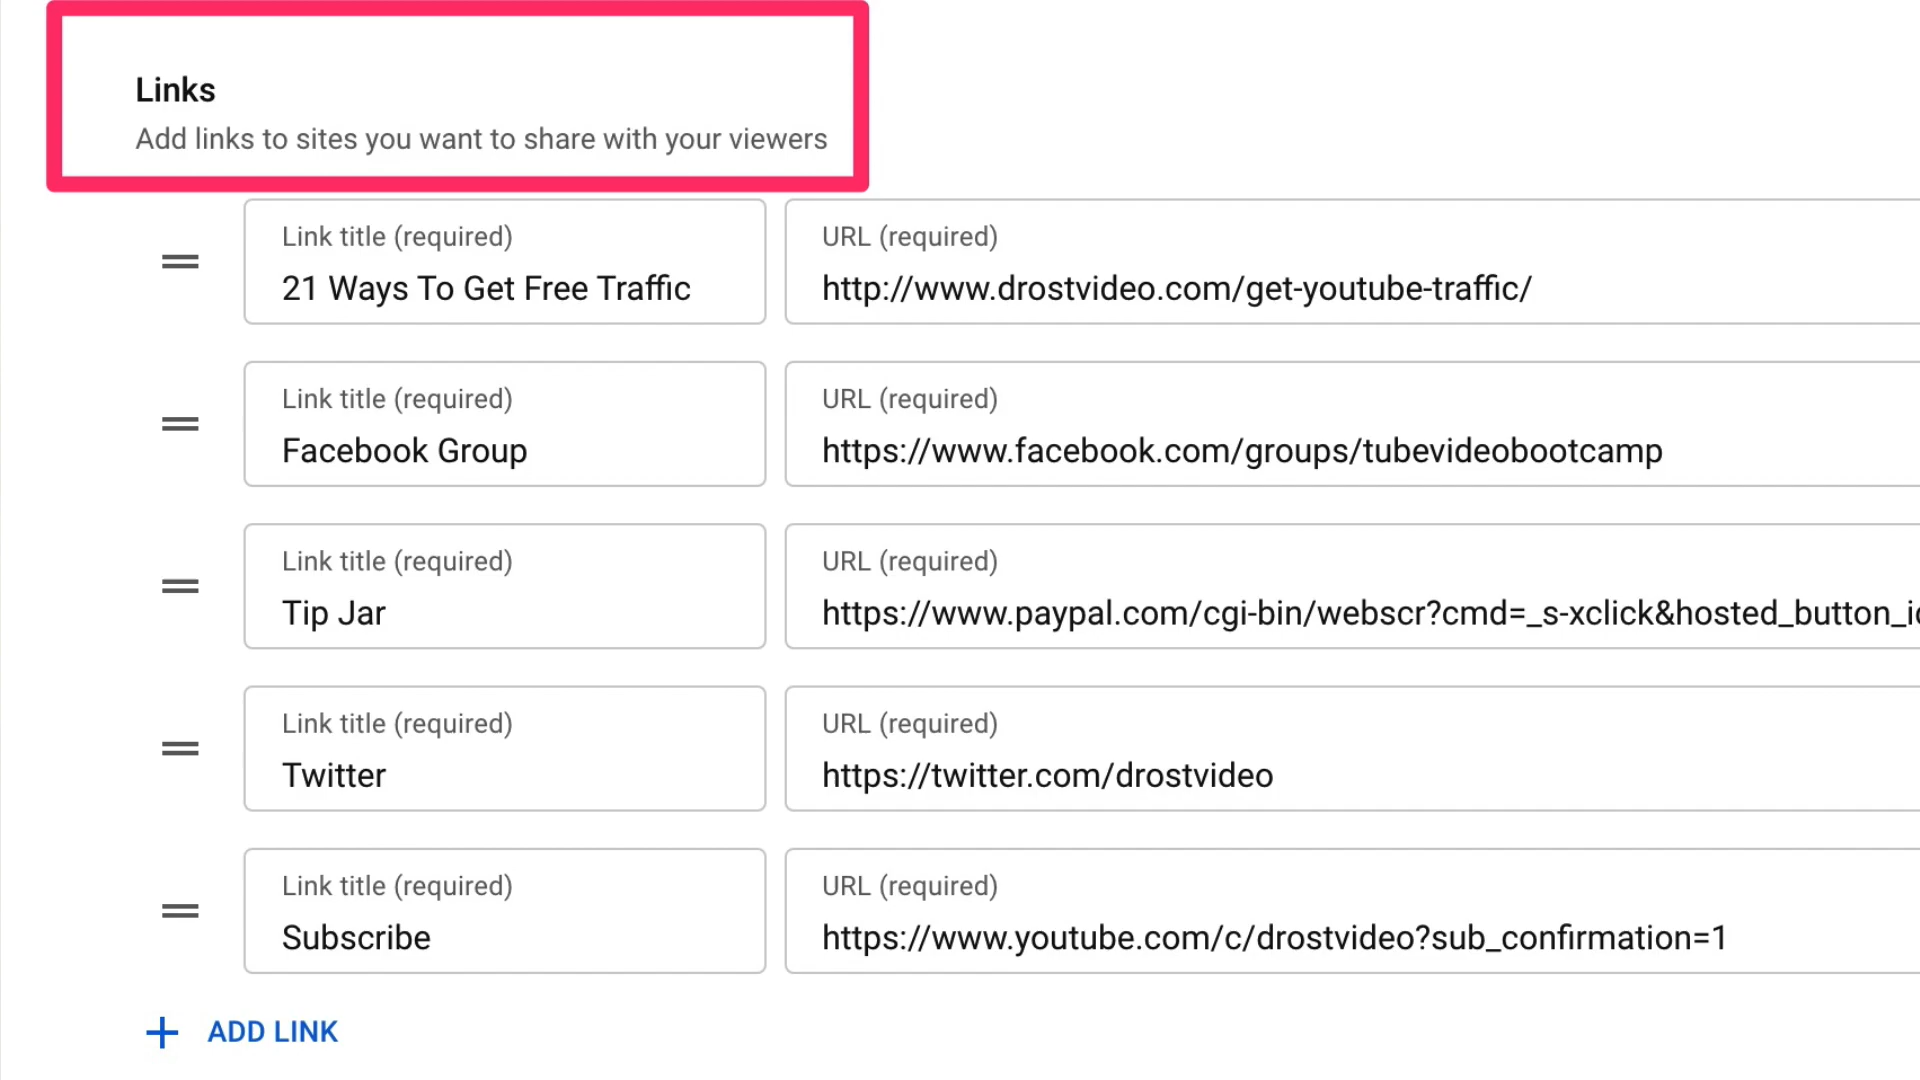 Links
Add links to sites you want to share with your viewers
Link title (required)
21 Ways To Get Free Traffic
URL (required)
http://www.drostvideo.com/get-youtube-traffic/
Link title (required)
Facebook Group
URL (required)
https://www.facebook.com/groups/tubevideobootcamp
Link title (required)
Tip Jar
URL (required)
https://www.paypal.com/cgi-bin/webscr?cmd=_s-xclick&hosted_button_i
Link title (required)
Twitter
URL (required)
https://twitter.com/drostvideo
Link title (required)
Subscribe
URL (required)
https://www.youtube.com/c/drostvideo?sub_confirmation=1
ADD LINK